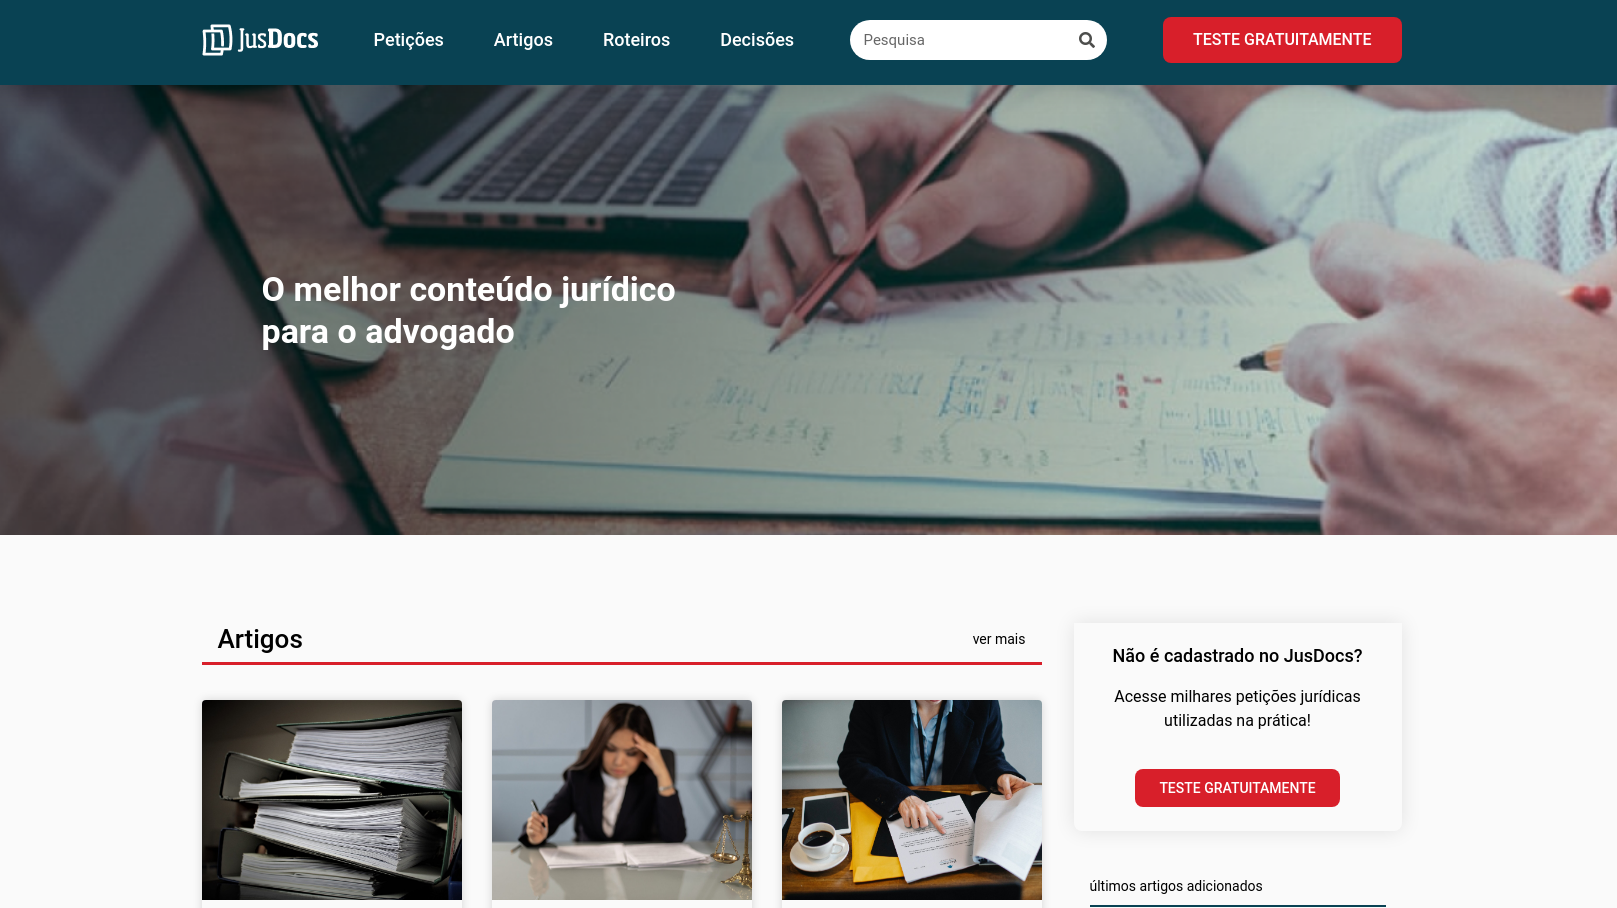 JusDocs
Petições
Artigos
Roteiros
Decisões
Pesquisa
TESTE GRATUITAMENTE
O melhor conteúdo jurídico
para o advogado
Artigos
ver mais
Não é cadastrado no JusDocs?
Acesse milhares petições jurídicas
utilizadas na prática!
TESTE GRATUITAMENTE
últimos artigos adicionados